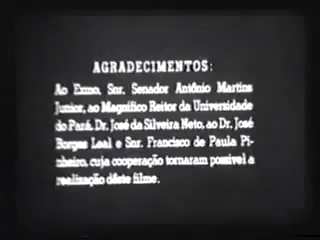 AGRADECIMENTOS:
Ao Exmo. Snr. Senador Antônio Martins
Junior, ao Magnífico Reitor da Universidade
do Pará, Dr. José da Silveira Neto, ao Dr. José
Borges Leal e Snr. Francisco de Paula Pi-
nheiro, cuja cooperação tornaram possível a
realização dêste filme.